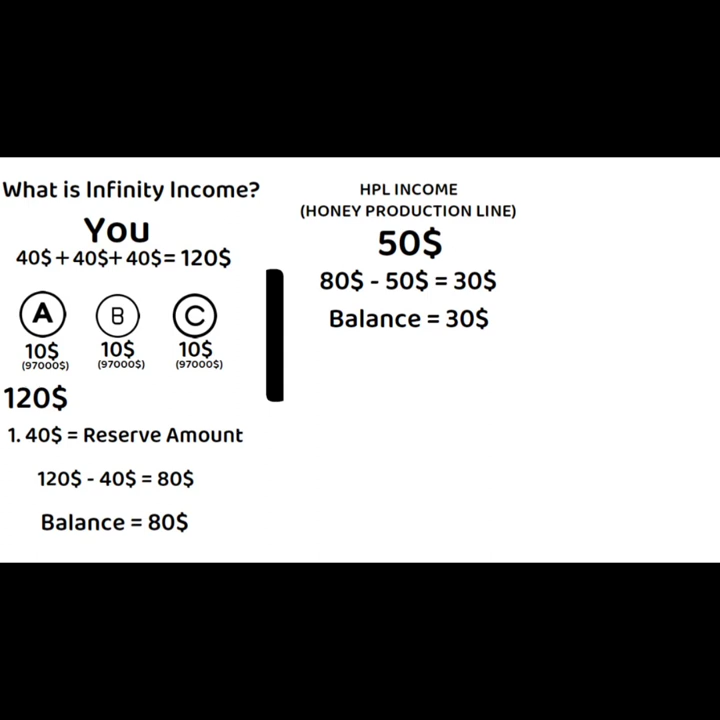 What is Infinity Income?
You
40$ + 40$ + 40$ = 120$
A B C
10$ 10$ 10$
(97000$) (97000$) (97000$)
120$
1. 40$ = Reserve Amount
120$ - 40$ = 80$
Balance = 80$
HPL INCOME
(HONEY PRODUCTION LINE)
50$
80$ - 50$ = 30$
Balance = 30$